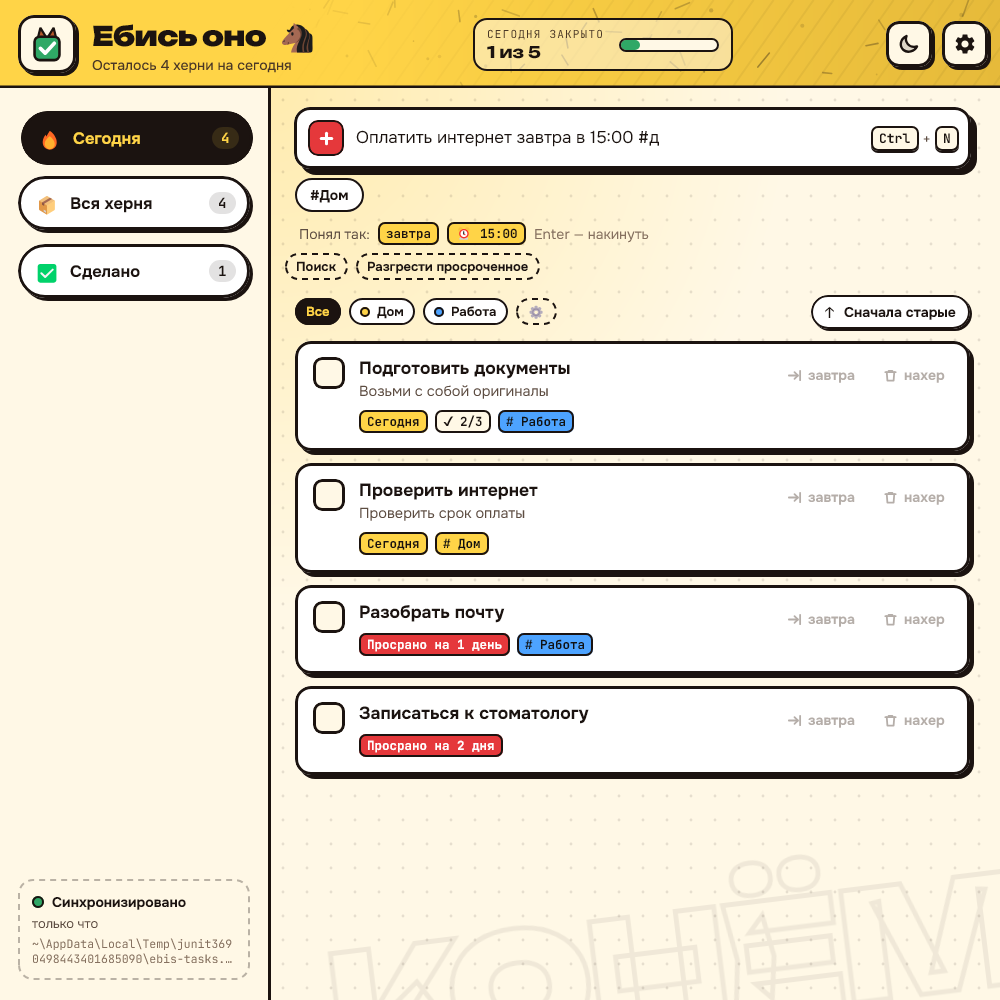 Ебись оно
Осталось 4 херни на сегодня
СЕГОДНЯ ЗАКРЫТО
1 из 5
Сегодня 4
Вся херня 4
Сделано 1
Оплатить интернет завтра в 15:00 #д
Ctrl + N
#Дом
Понял так: завтра 15:00 Enter — накинуть
Поиск Разгрести просроченное
Все Дом Работа
↑ Сначала старые
Подготовить документы
завтра нахер
Возьми с собой оригиналы
Сегодня ✓ 2/3 # Работа
Проверить интернет
завтра нахер
Проверить срок оплаты
Сегодня # Дом
Разобрать почту
завтра нахер
Просрано на 1 день # Работа
Записаться к стоматологу
завтра нахер
Просрано на 2 дня
Синхронизировано
только что
~\AppData\Local\Temp\junit369
0498443401685090\ebis-tasks.…
КОНЁМ